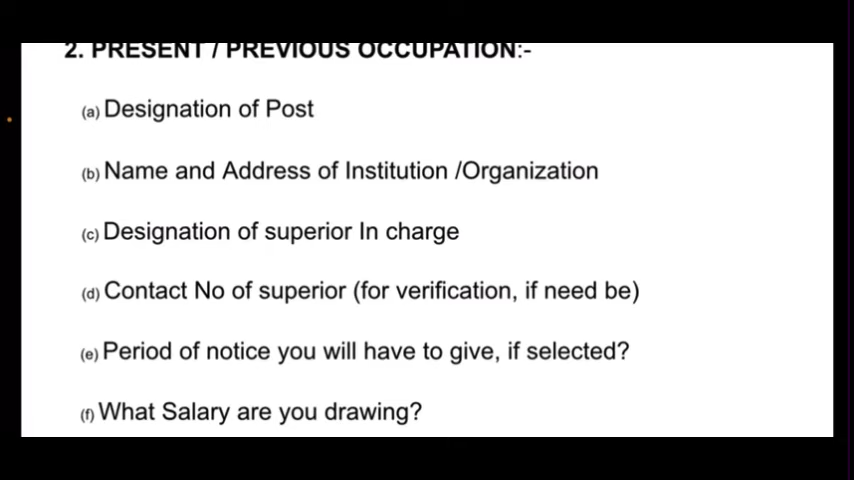 2. PRESENT / PREVIOUS OCCUPATION:-
(a) Designation of Post
(b) Name and Address of Institution /Organization
(c) Designation of superior In charge
(d) Contact No of superior (for verification, if need be)
(e) Period of notice you will have to give, if selected?
(f) What Salary are you drawing?